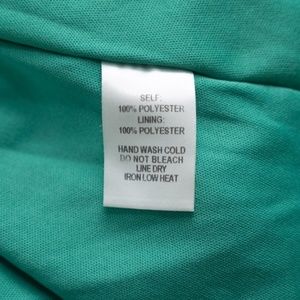 SELF:
100% POLYESTER
LINING:
100% POLYESTER
HAND WASH COLD
DO NOT BLEACH
LINE DRY
IRON LOW HEAT